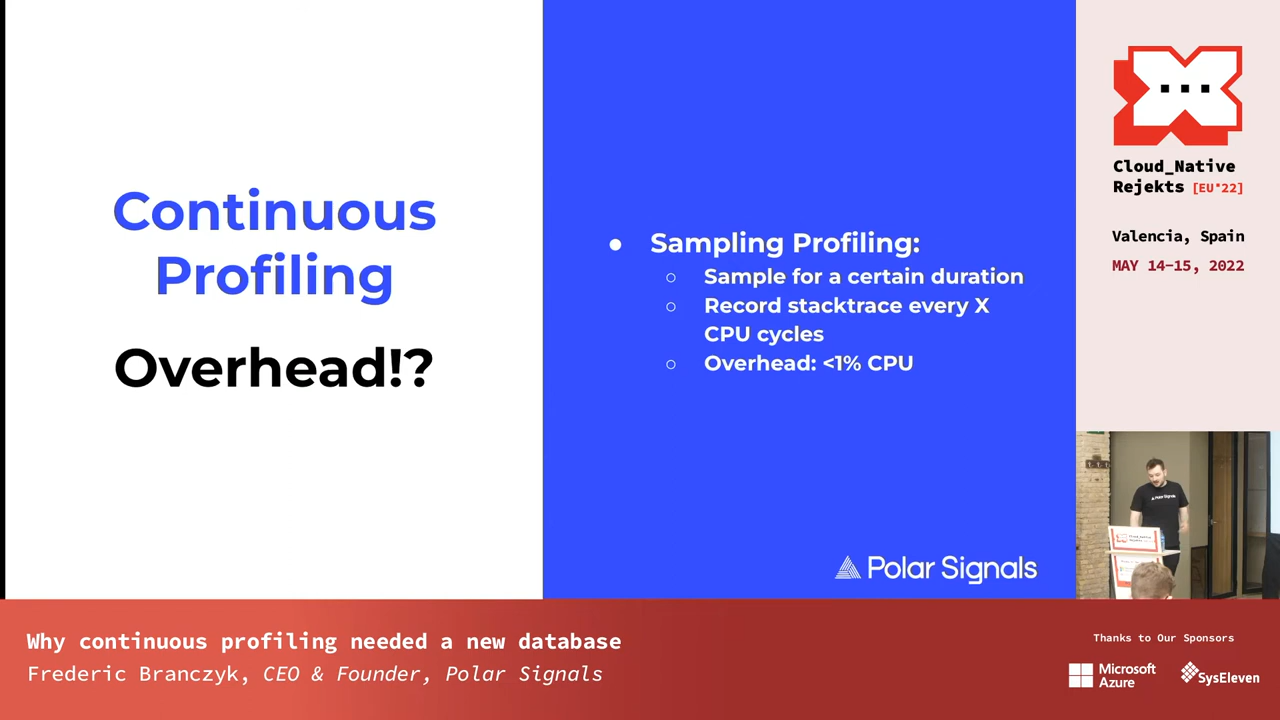 Continuous
Profiling
Overhead!?
● Sampling Profiling:
○ Sample for a certain duration
○ Record stacktrace every X
CPU cycles
○ Overhead: <1% CPU
Polar Signals
Cloud_Native
Rejekts [EU*22]
Valencia, Spain
MAY 14-15, 2022
Polar Signals
Why continuous profiling needed a new database
Frederic Branczyk, CEO & Founder, Polar Signals
Thanks to Our Sponsors
Microsoft
Azure
SysEleven